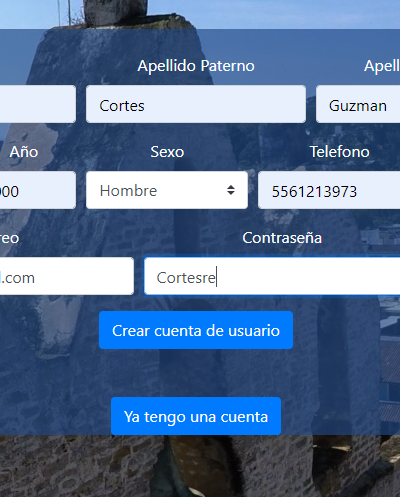 Apellido Paterno Apell
Cortes Guzman
Año Sexo Telefono
000 Hombre 5561213973
reo Contraseña
l.com Cortesre
Crear cuenta de usuario
Ya tengo una cuenta